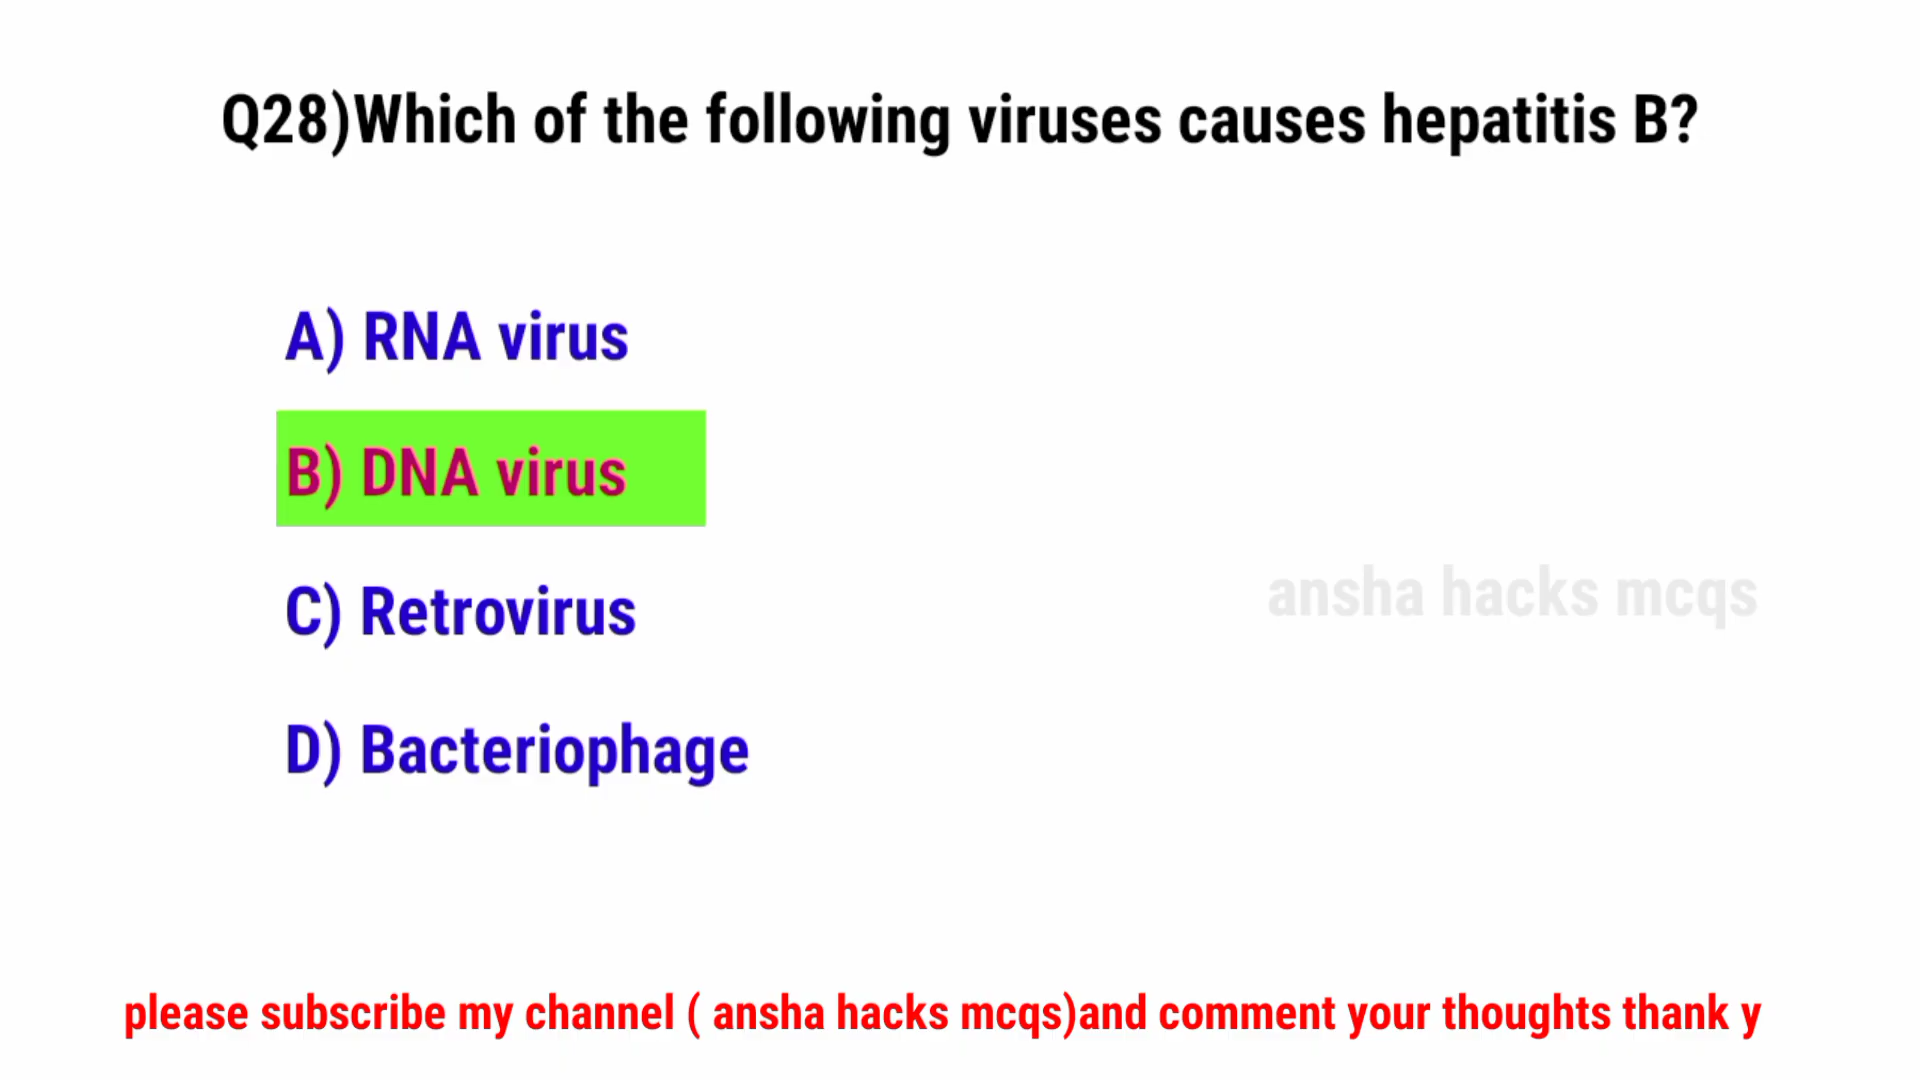 Q28)Which of the following viruses causes hepatitis B?
A) RNA virus
B) DNA virus
C) Retrovirus
ansha hacks mcqs
D) Bacteriophage
please subscribe my channel ( ansha hacks mcqs)and comment your thoughts thank y